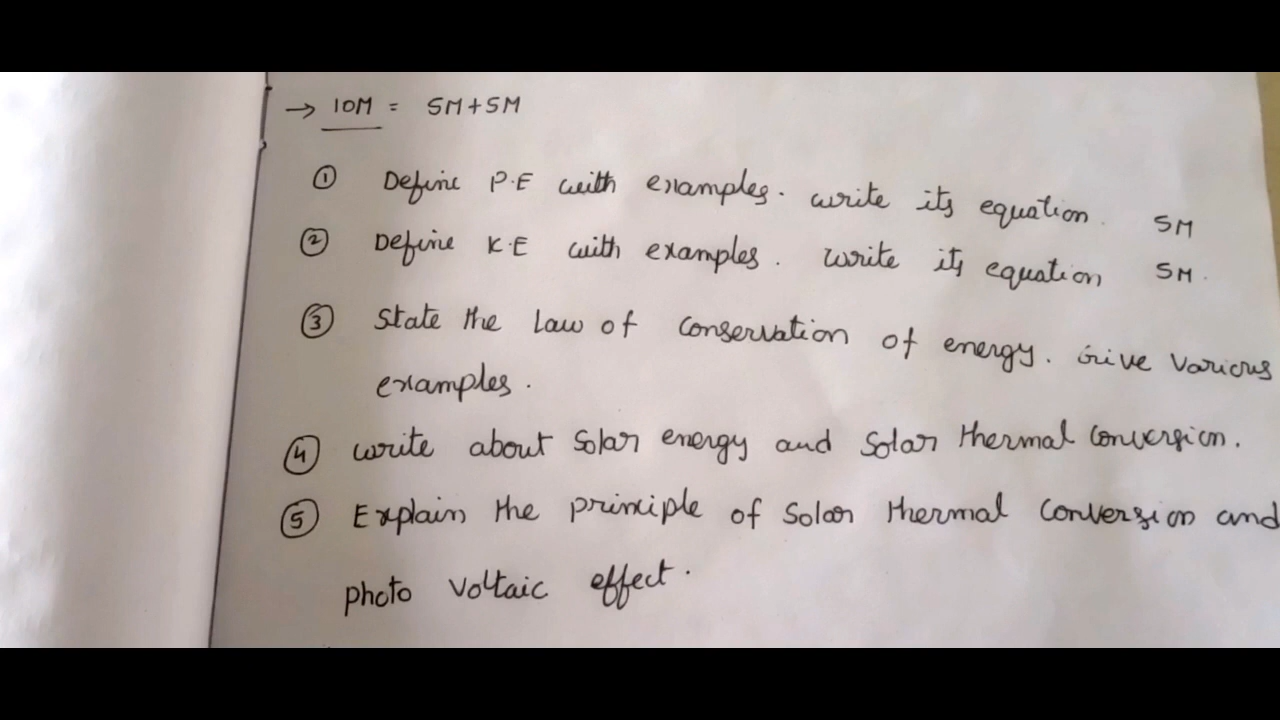 → 10M = 5M+5M
① Define P.E with examples. write its equation. 5M
② Define K.E with examples. write its equation 5M.
③ State the Law of conservation of energy. Give various
examples.
④ write about Solar energy and Solar thermal conversion.
⑤ Explain the principle of Solar thermal conversion and
photo voltaic effect.